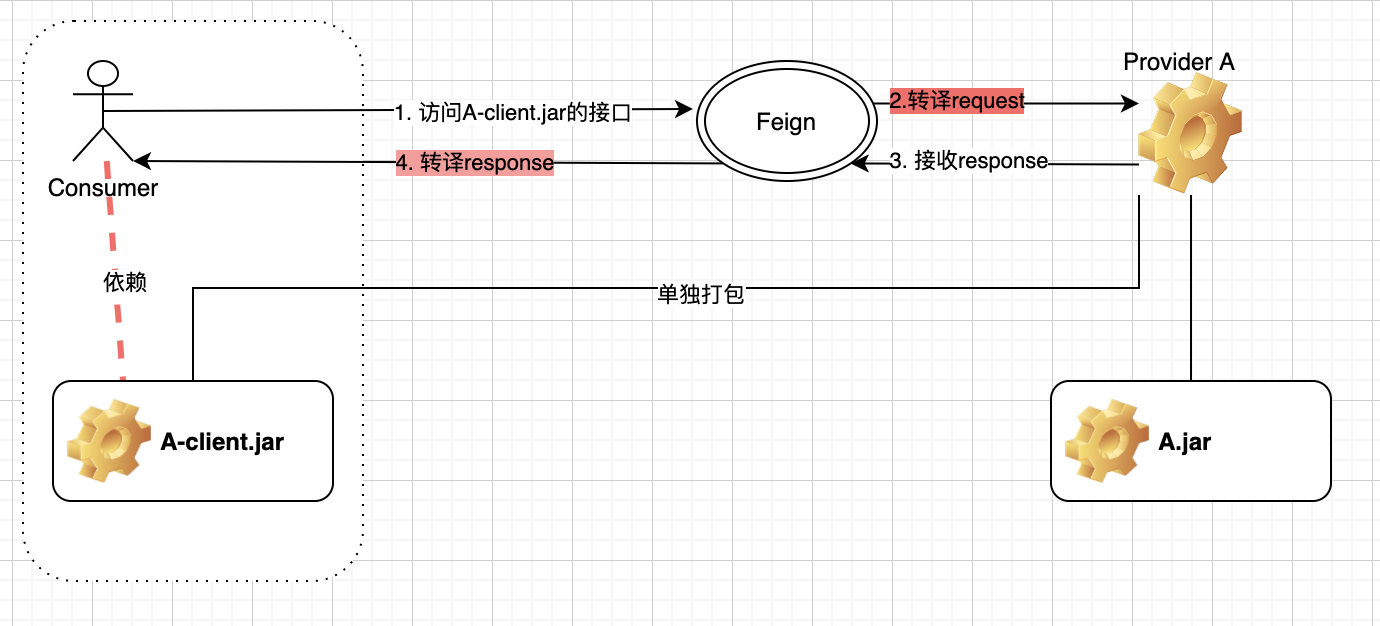 Provider A
1. 访问A-client.jar的接口
2.转译request
Feign
4. 转译response
3. 接收response
Consumer
依赖
单独打包
A-client.jar
A.jar